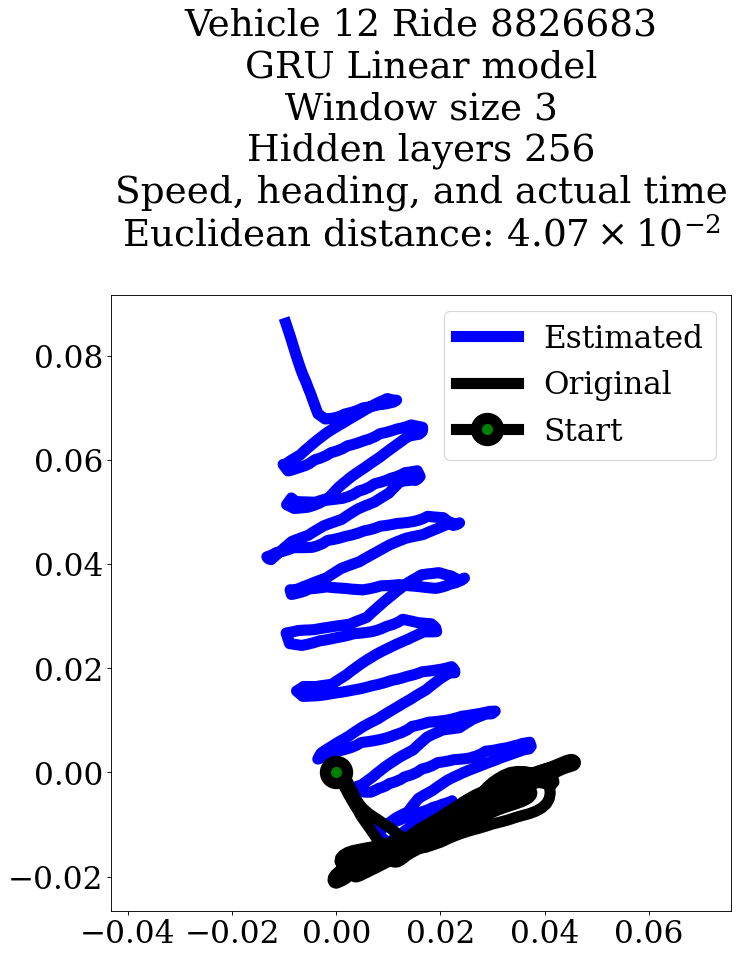 Vehicle 12 Ride 8826683
GRU Linear model
Window size 3
Hidden layers 256
Speed, heading, and actual time
Euclidean distance: 4.07 × 10⁻²
Estimated
Original
Start
0.08
0.06
0.04
0.02
0.00
−0.02
−0.04 −0.02 0.00 0.02 0.04 0.06